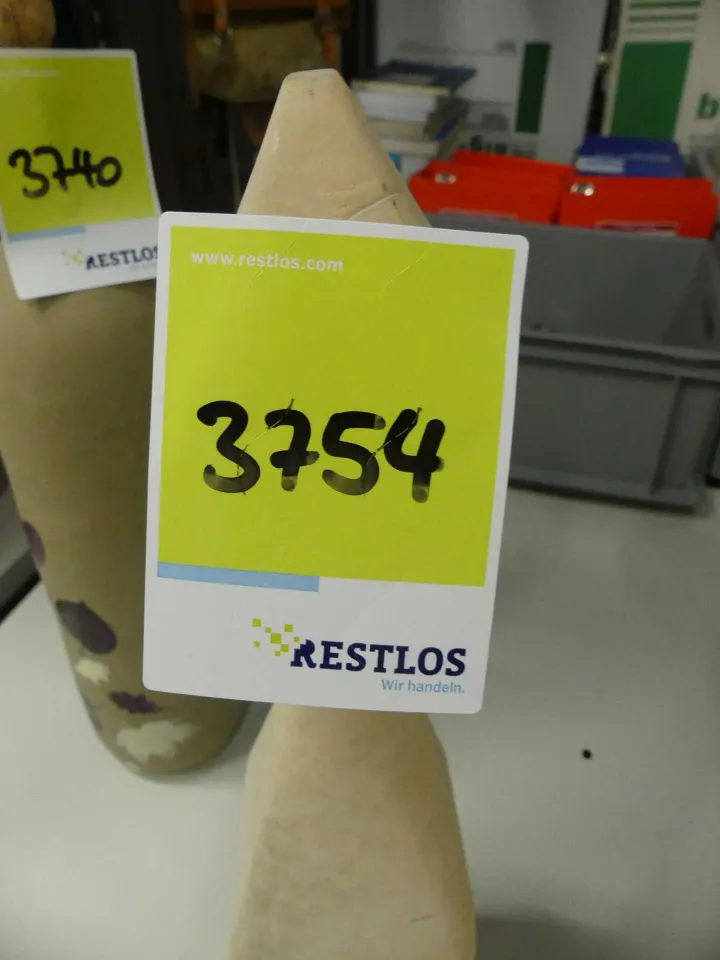 3740
RESTLOS
www.restlos.com
3754
RESTLOS
Wir handeln.